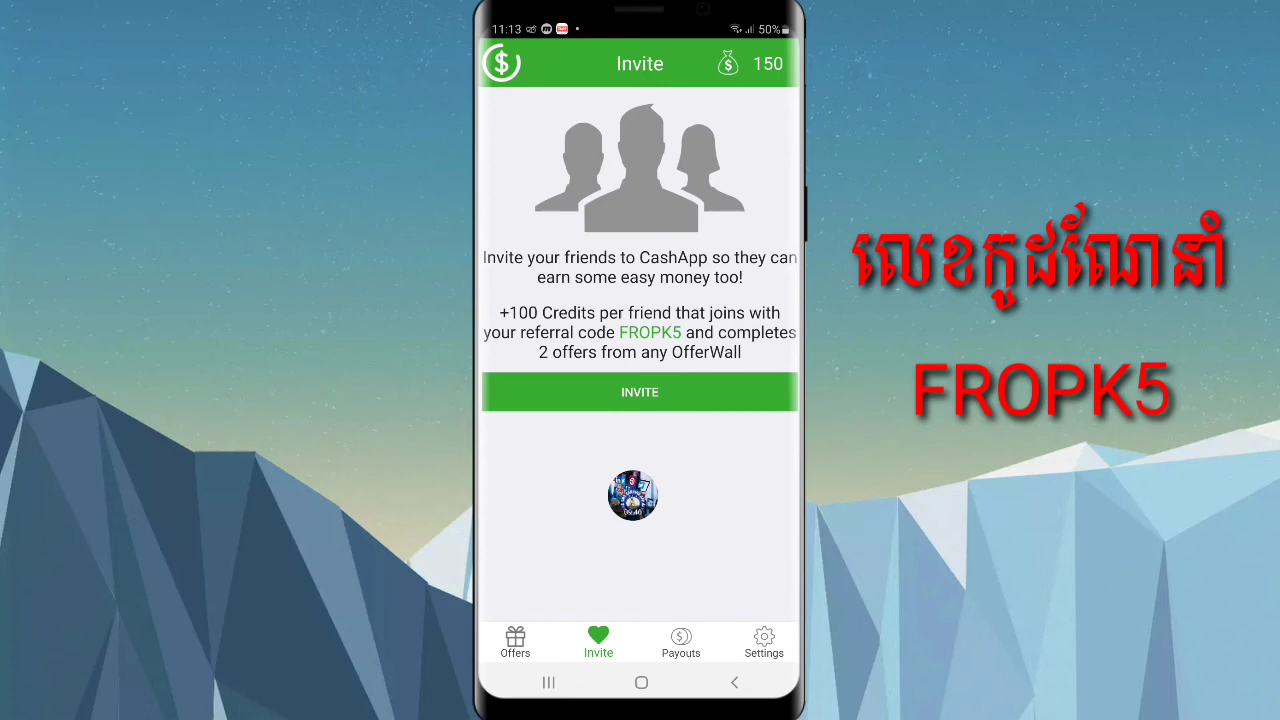 11:13
50%
Invite
150
Invite your friends to CashApp so they can
earn some easy money too!
+100 Credits per friend that joins with
your referral code FROPK5 and completes
2 offers from any OfferWall
INVITE
Offers
Invite
Payouts
Settings
លេខកូដណែនាំ
FROPK5